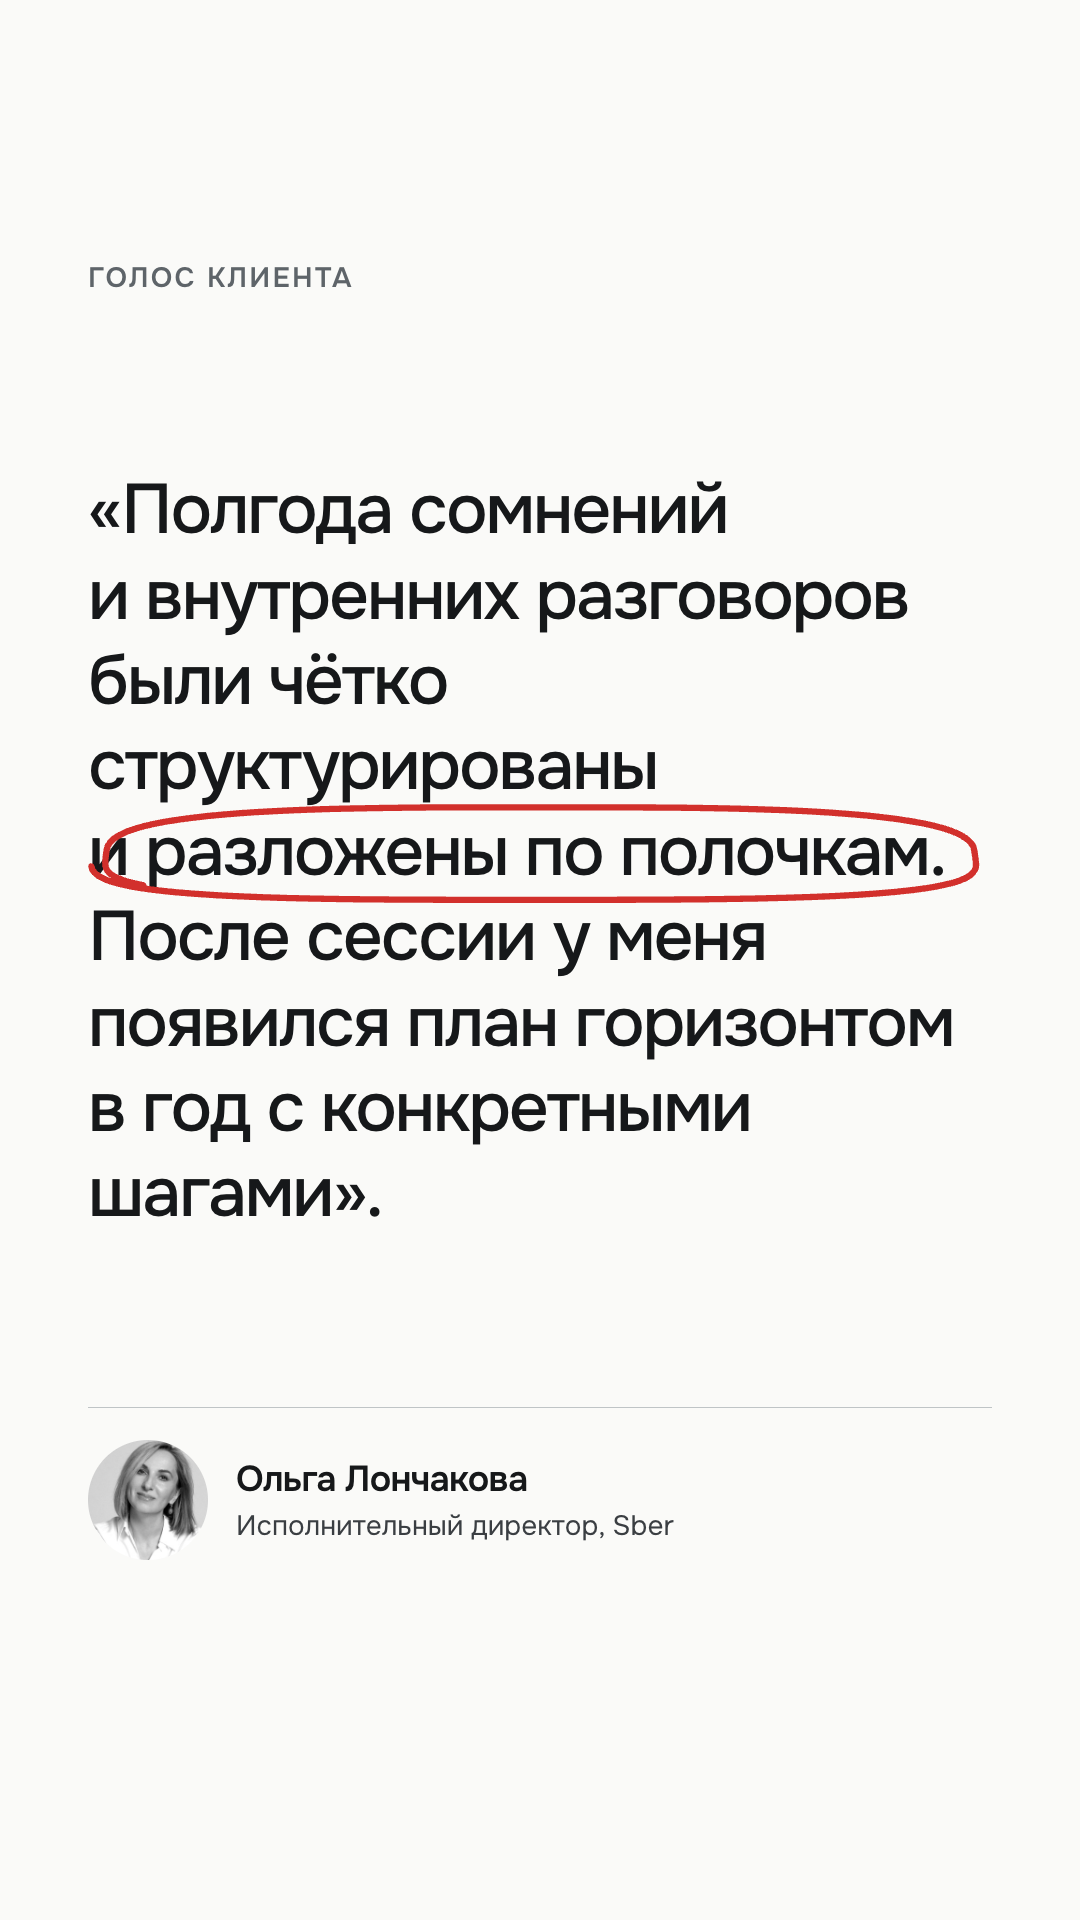 ГОЛОС КЛИЕНТА
«Полгода сомнений
и внутренних разговоров
были чётко
структурированы
и разложены по полочкам.
После сессии у меня
появился план горизонтом
в год с конкретными
шагами».
Ольга Лончакова
Исполнительный директор, Sber